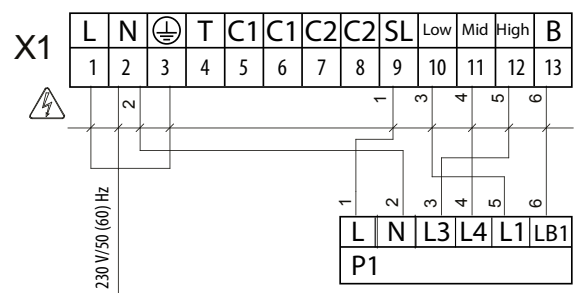 X1
L N T C1 C1 C2 C2 SL Low Mid High B
1 2 3 4 5 6 7 8 9 10 11 12 13
2 1 3 4 5 6
230 V/50 (60) Hz
1 2 3 4 5 6
L N L3 L4 L1 LB1
P1